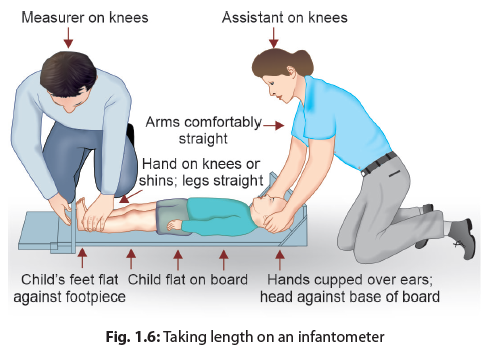 Measurer on knees
Assistant on knees
Arms comfortably
straight
Hand on knees or
shins; legs straight
Child's feet flat
against footpiece
Child flat on board
Hands cupped over ears;
head against base of board
Fig. 1.6: Taking length on an infantometer